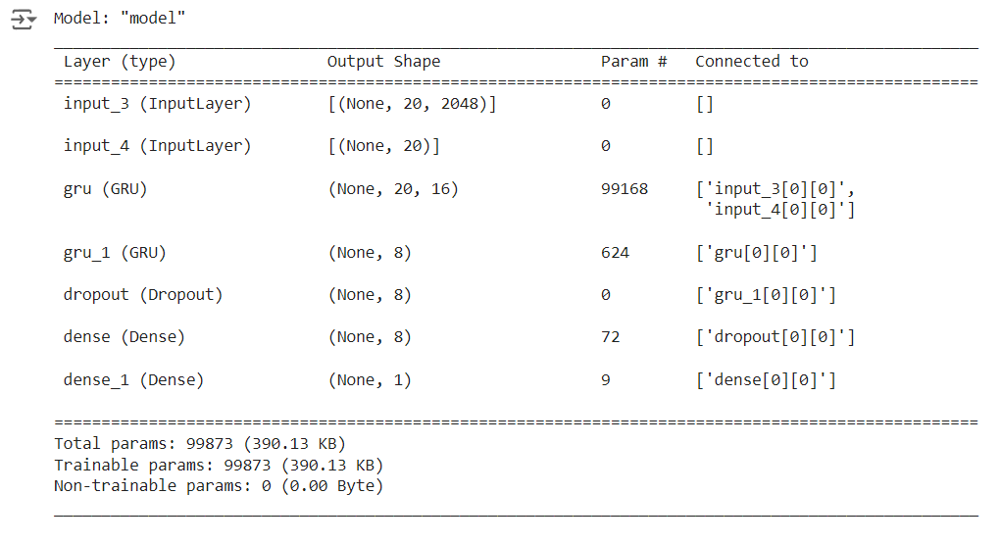 Model: "model"
Layer (type) Output Shape Param # Connected to
input_3 (InputLayer) [(None, 20, 2048)] 0 []
input_4 (InputLayer) [(None, 20)] 0 []
gru (GRU) (None, 20, 16) 99168 ['input_3[0][0]',
'input_4[0][0]']
gru_1 (GRU) (None, 8) 624 ['gru[0][0]']
dropout (Dropout) (None, 8) 0 ['gru_1[0][0]']
dense (Dense) (None, 8) 72 ['dropout[0][0]']
dense_1 (Dense) (None, 1) 9 ['dense[0][0]']
Total params: 99873 (390.13 KB)
Trainable params: 99873 (390.13 KB)
Non-trainable params: 0 (0.00 Byte)